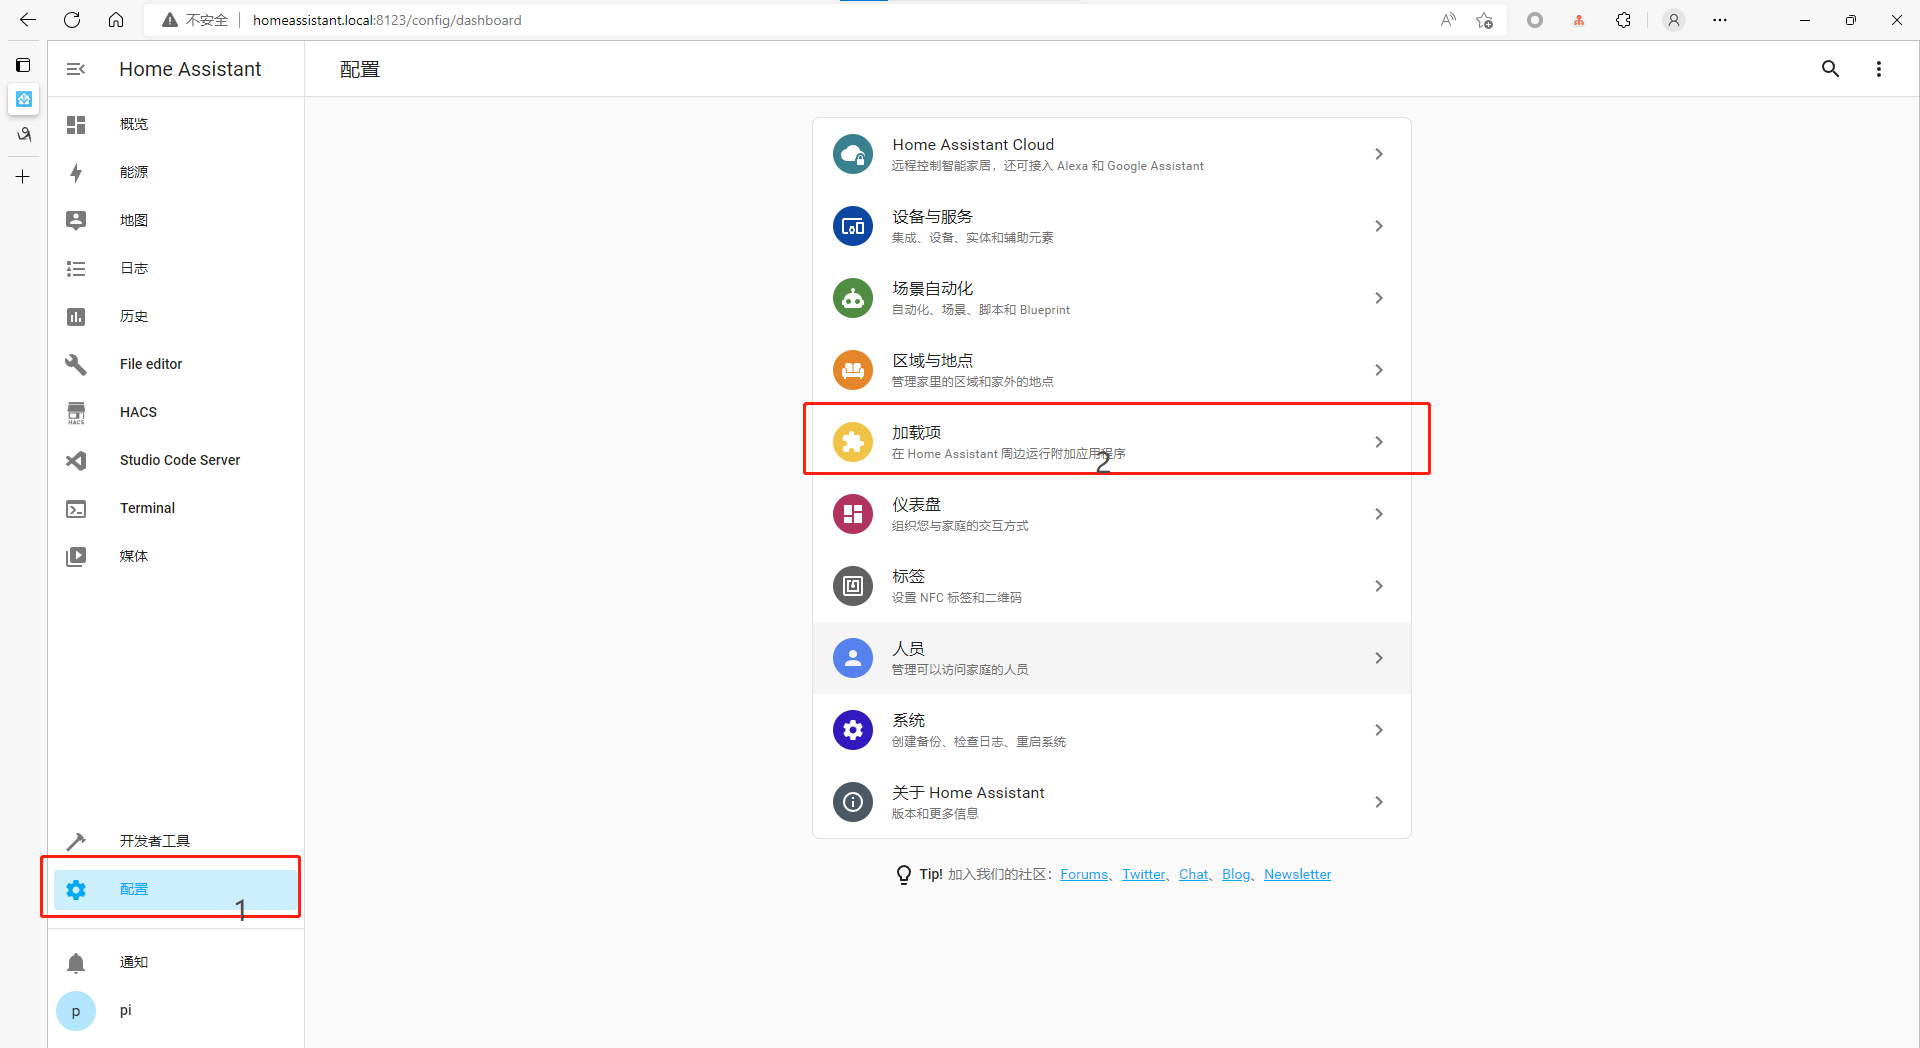 不安全
homeassistant.local:8123/config/dashboard
Home Assistant
配置
概览
能源
地图
日志
历史
File editor
HACS
HACS
Studio Code Server
Terminal
媒体
开发者工具
配置
1
通知
p
pi
Home Assistant Cloud
远程控制智能家居，还可接入 Alexa 和 Google Assistant
设备与服务
集成、设备、实体和辅助元素
场景自动化
自动化、场景、脚本和 Blueprint
区域与地点
管理家里的区域和家外的地点
加载项
在 Home Assistant 周边运行附加应用程序
2
仪表盘
组织您与家庭的交互方式
标签
设置 NFC 标签和二维码
人员
管理可以访问家庭的人员
系统
创建备份、检查日志、重启系统
关于 Home Assistant
版本和更多信息
Tip! 加入我们的社区：Forums、Twitter、Chat、Blog、Newsletter